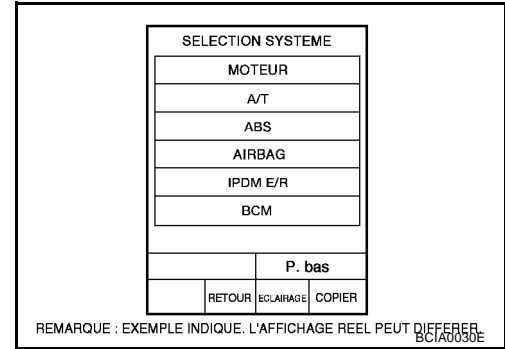 SELECTION SYSTEME
MOTEUR
A/T
ABS
AIRBAG
IPDM E/R
BCM
P. bas
RETOUR ECLAIRAGE COPIER
REMARQUE : EXEMPLE INDIQUE. L'AFFICHAGE REEL PEUT DIFFERER.
BCIA0030E